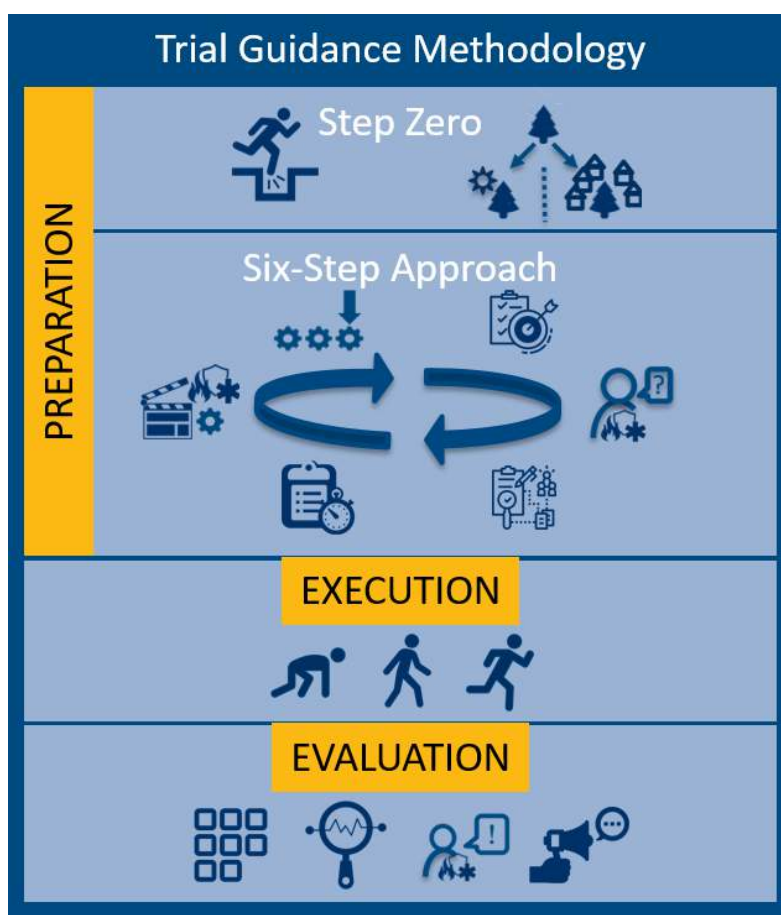 Trial Guidance Methodology
PREPARATION
Step Zero
Six-Step Approach
?
EXECUTION
EVALUATION
!